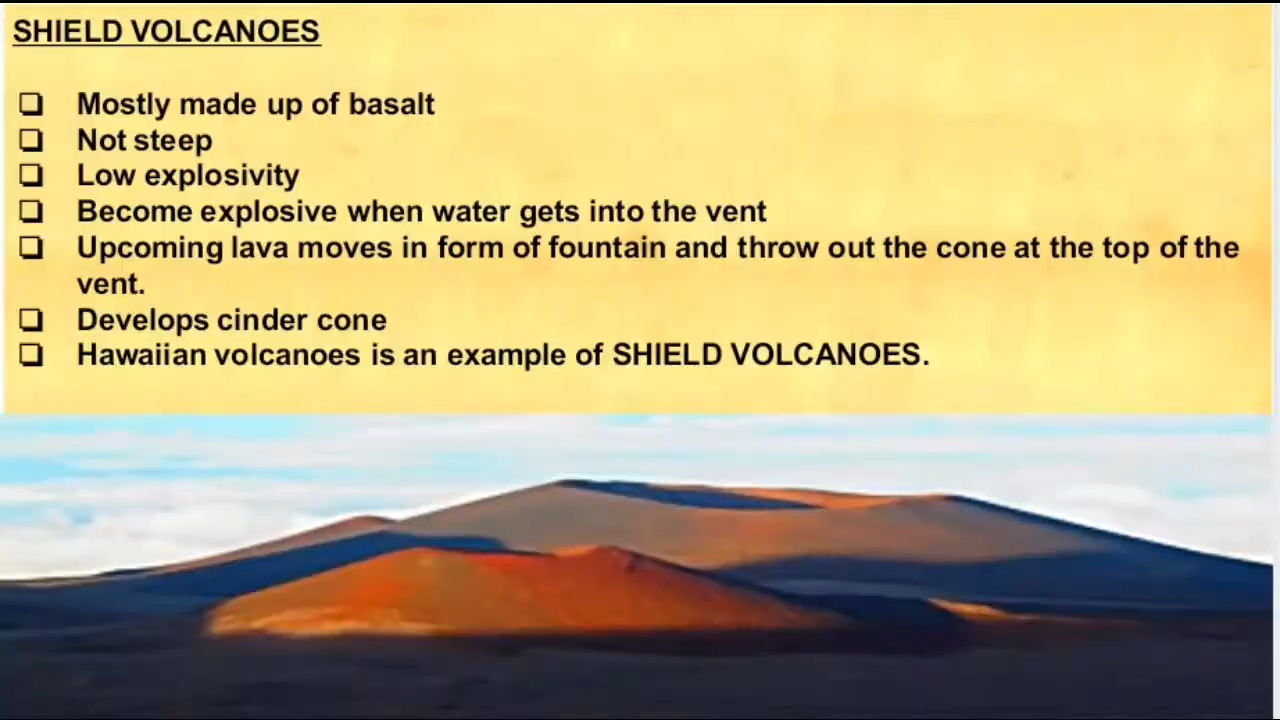 SHIELD VOLCANOES
❑ Mostly made up of basalt
❑ Not steep
❑ Low explosivity
❑ Become explosive when water gets into the vent
❑ Upcoming lava moves in form of fountain and throw out the cone at the top of the
vent.
❑ Develops cinder cone
❑ Hawaiian volcanoes is an example of SHIELD VOLCANOES.